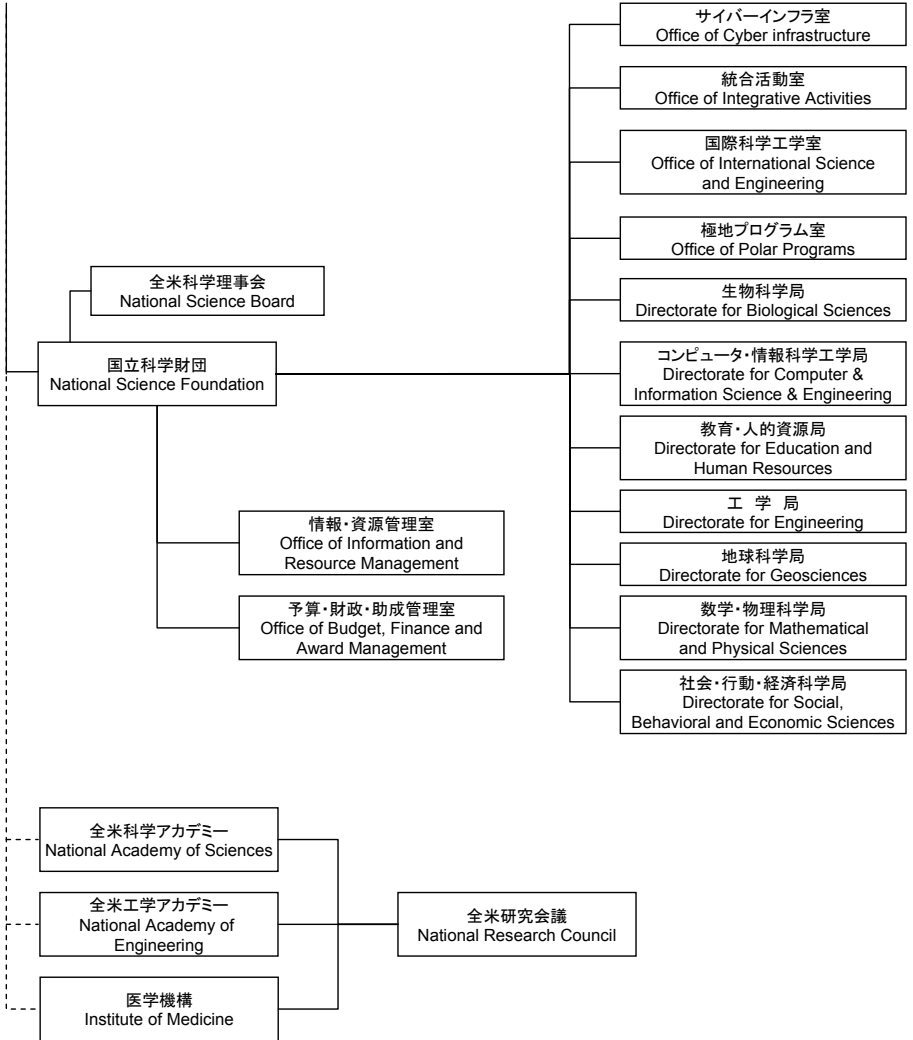 サイバーインフラ室
Office of Cyber infrastructure
統合活動室
Office of Integrative Activities
国際科学工学室
Office of International Science
and Engineering
極地プログラム室
Office of Polar Programs
全米科学理事会
National Science Board
生物科学局
Directorate for Biological Sciences
国立科学財団
National Science Foundation
コンピュータ・情報科学工学局
Directorate for Computer &
Information Science & Engineering
教育・人的資源局
Directorate for Education and
Human Resources
工 学 局
Directorate for Engineering
情報・資源管理室
Office of Information and
Resource Management
地球科学局
Directorate for Geosciences
予算・財政・助成管理室
Office of Budget, Finance and
Award Management
数学・物理科学局
Directorate for Mathematical
and Physical Sciences
社会・行動・経済科学局
Directorate for Social,
Behavioral and Economic Sciences
全米科学アカデミー
National Academy of Sciences
全米工学アカデミー
National Academy of
Engineering
全米研究会議
National Research Council
医学機構
Institute of Medicine